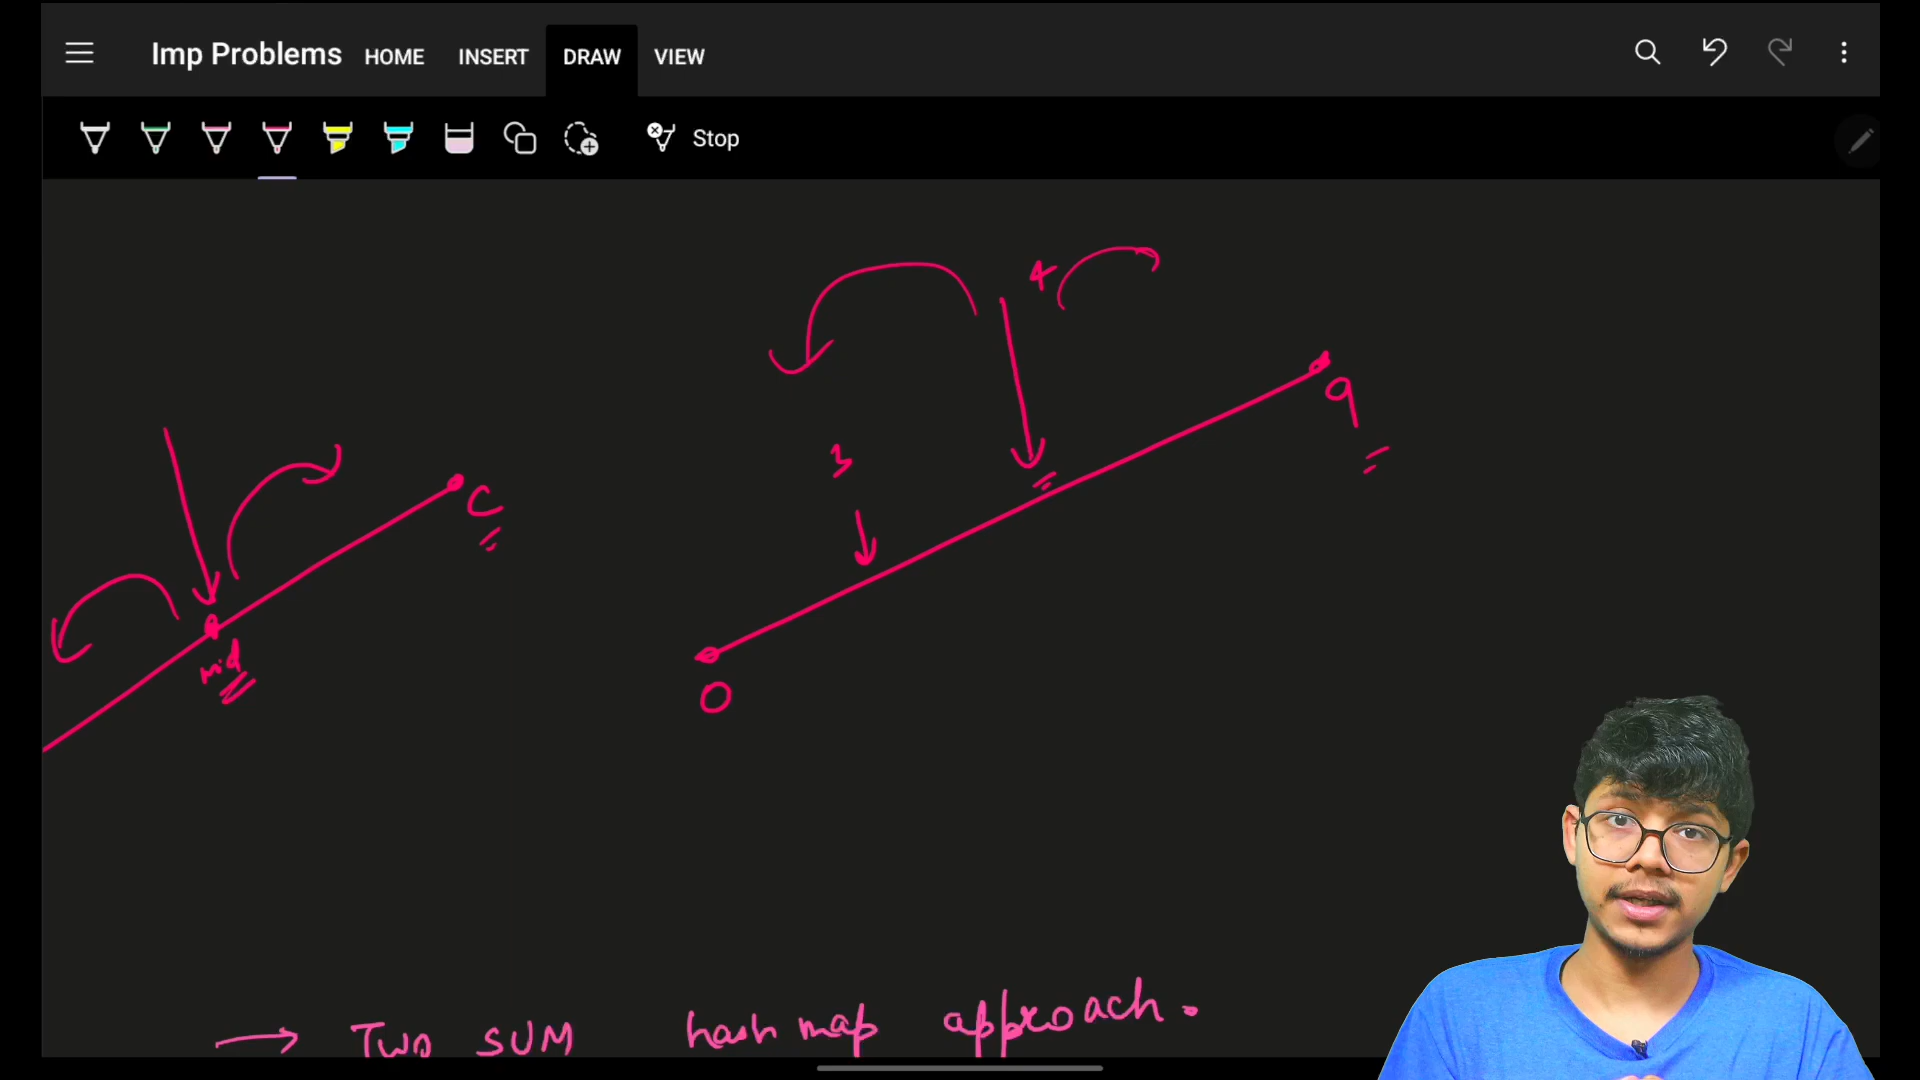 Imp Problems HOME INSERT DRAW VIEW
Stop
4
9
3
C
mid
0
→ TWO SUM hash map approach.